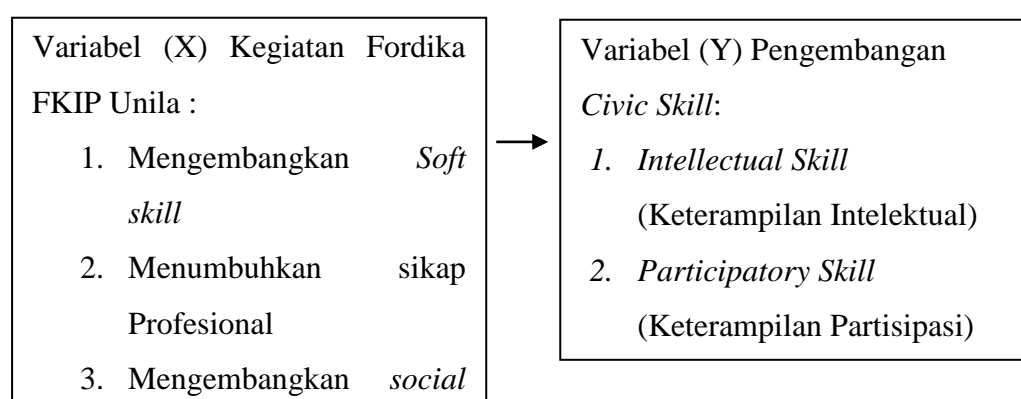 Variabel (X) Kegiatan Fordika
FKIP Unila :
1. Mengembangkan Soft
skill
2. Menumbuhkan sikap
Profesional
3. Mengembangkan social
Variabel (Y) Pengembangan
Civic Skill:
1. Intellectual Skill
(Keterampilan Intelektual)
2. Participatory Skill
(Keterampilan Partisipasi)